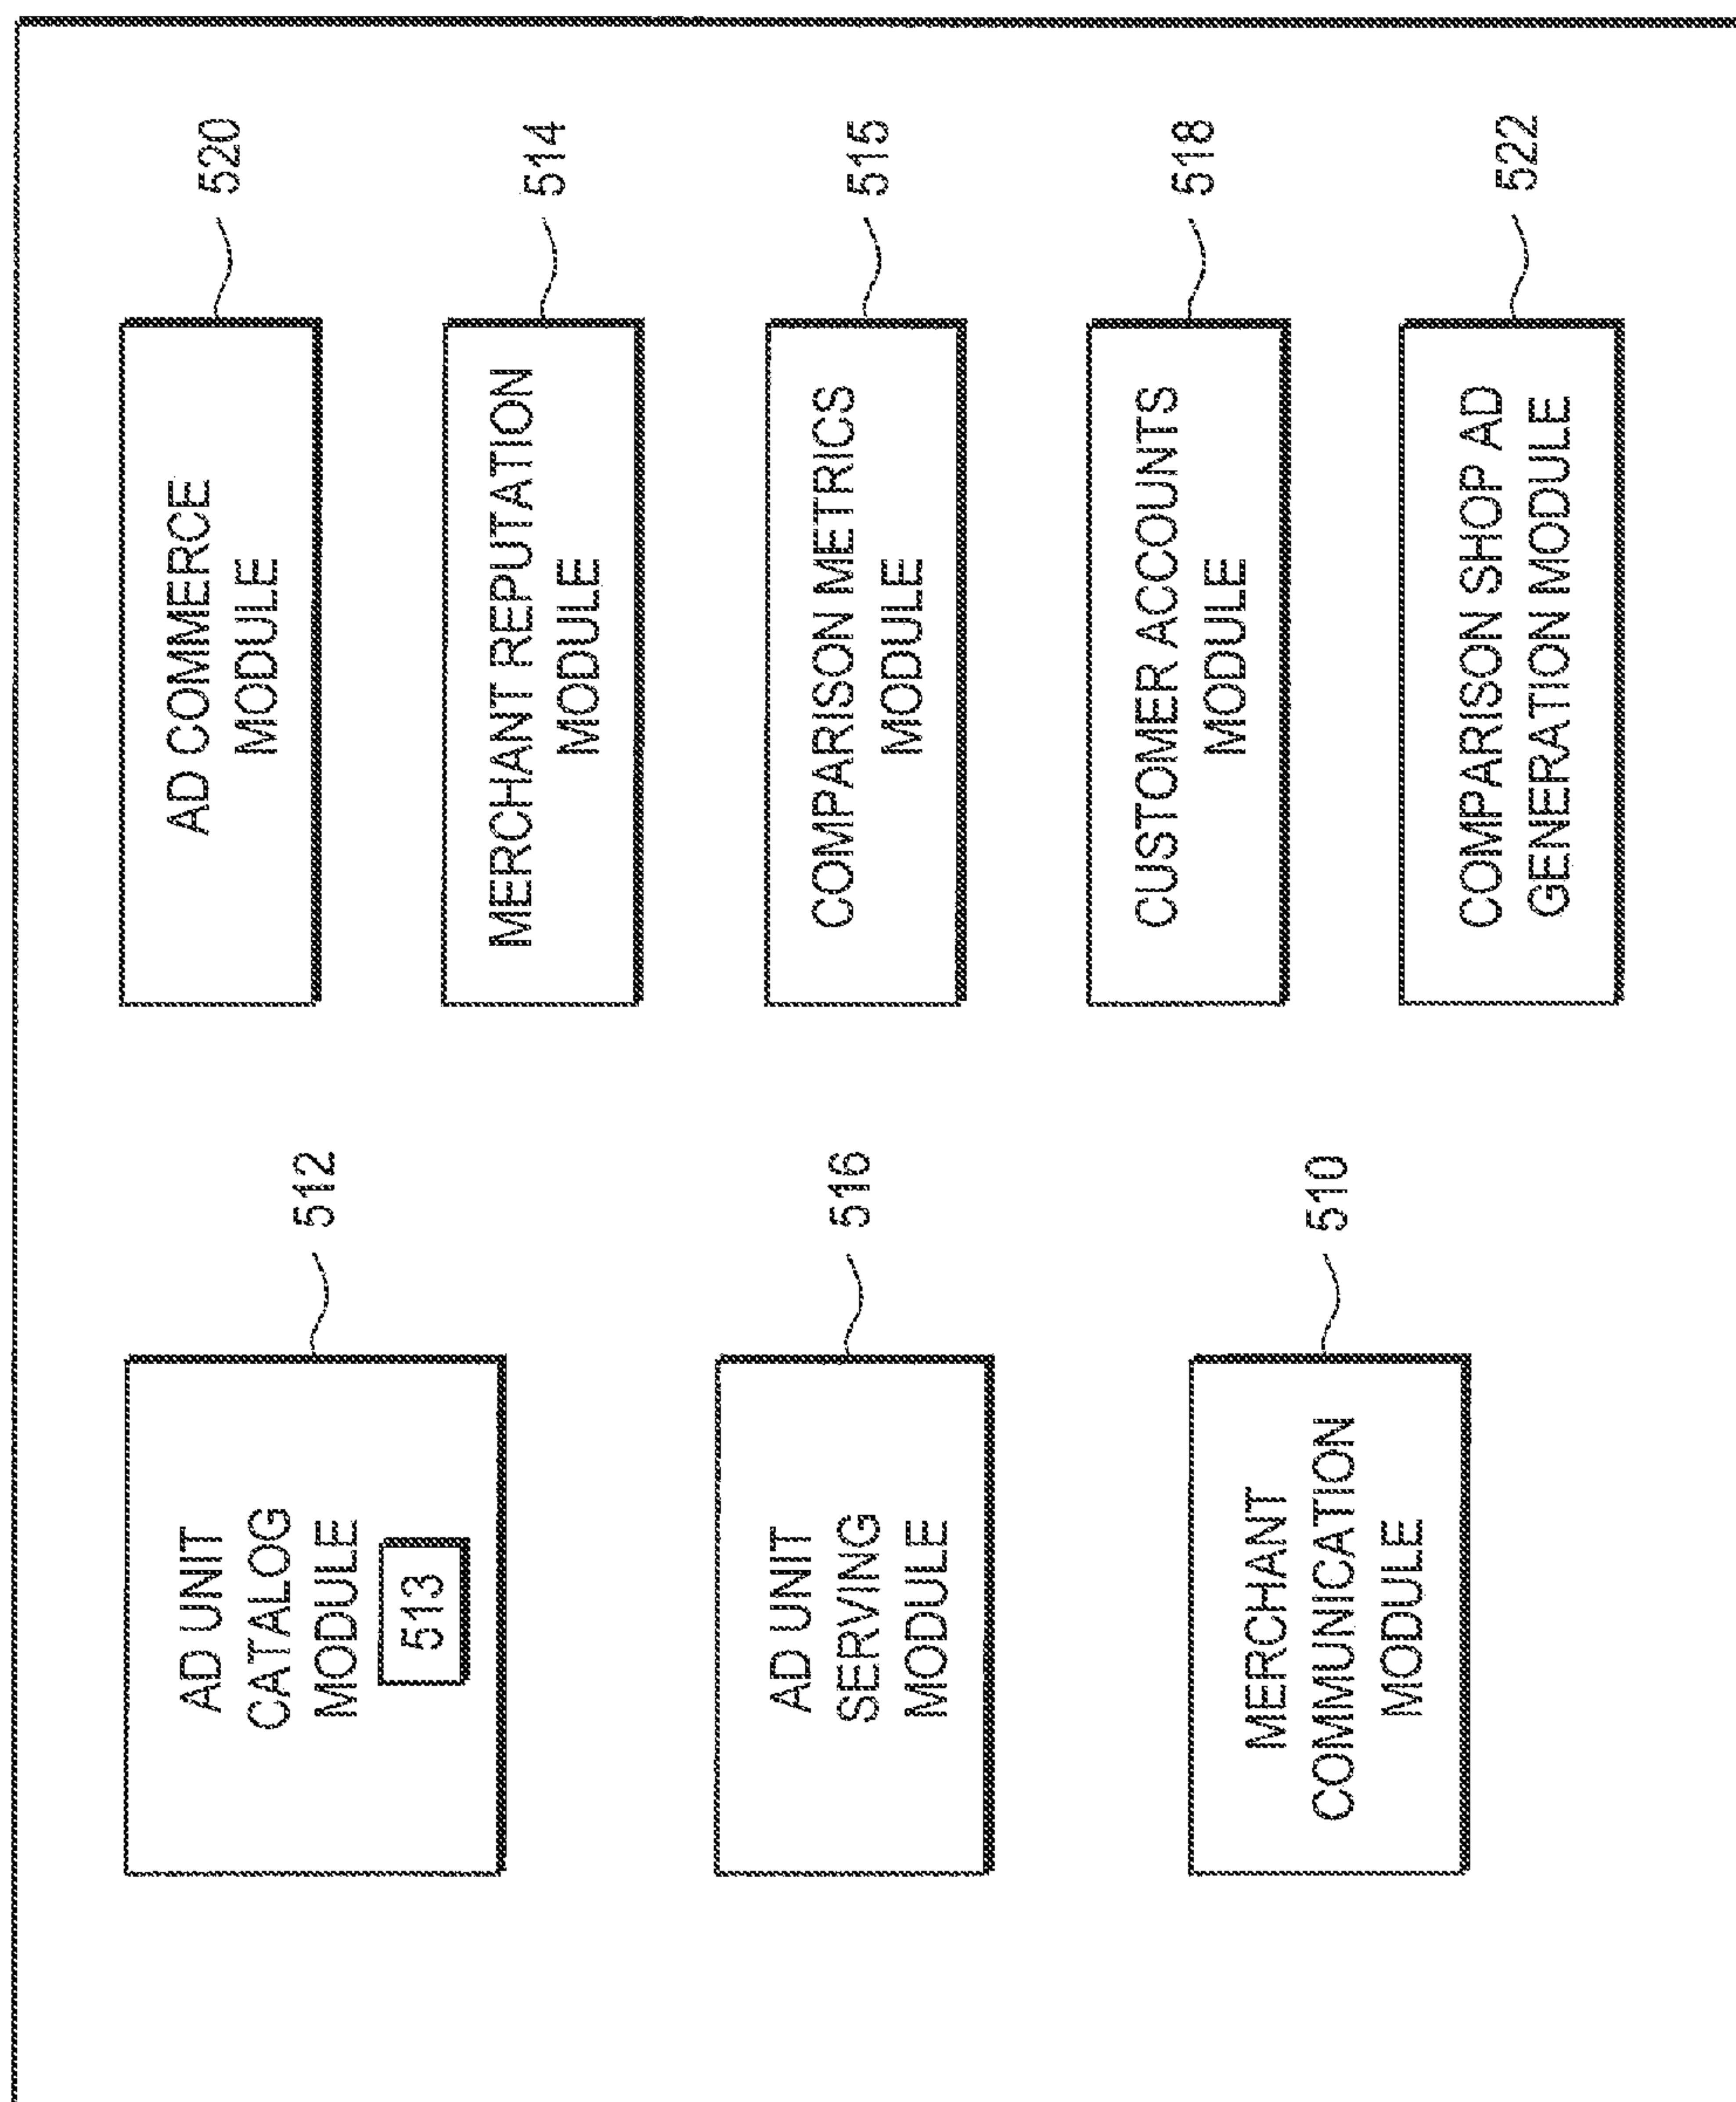 AD UNIT
CATALOG
MODULE
513
512
AD UNIT
SERVING
MODULE
516
MERCHANT
COMMUNICATION
MODULE
510
AD COMMERCE
MODULE
520
MERCHANT REPUTATION
MODULE
514
COMPARISON METRICS
MODULE
515
CUSTOMER ACCOUNTS
MODULE
518
COMPARISON SHOP AD
GENERATION MODULE
522